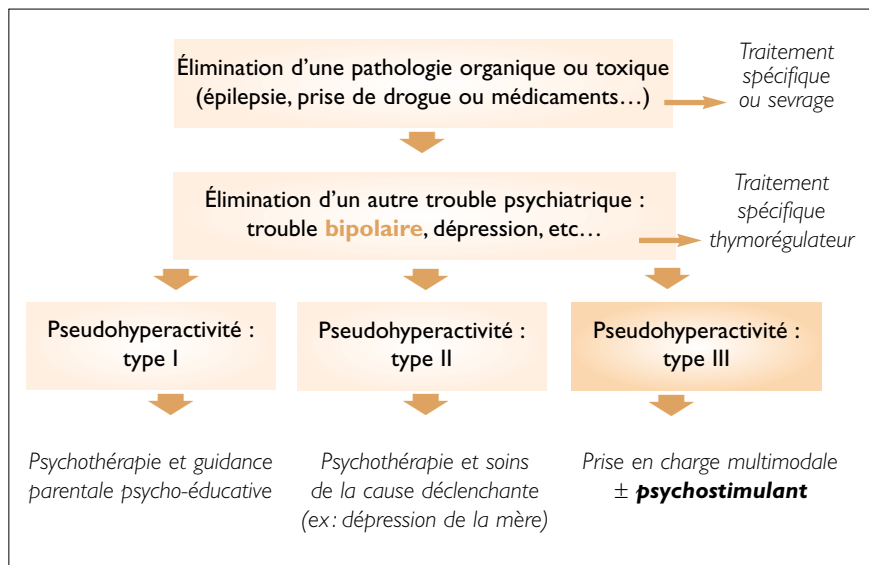 Élimination d’une pathologie organique ou toxique
(épilepsie, prise de drogue ou médicaments…)
Traitement
spécifique
ou sevrage
Élimination d’un autre trouble psychiatrique :
trouble bipolaire, dépression, etc…
Traitement
spécifique
thymorégulateur
Pseudohyperactivité :
type I
Pseudohyperactivité :
type II
Pseudohyperactivité :
type III
Psychothérapie et guidance
parentale psycho-éducative
Psychothérapie et soins
de la cause déclenchante
(ex : dépression de la mère)
Prise en charge multimodale
± psychostimulant